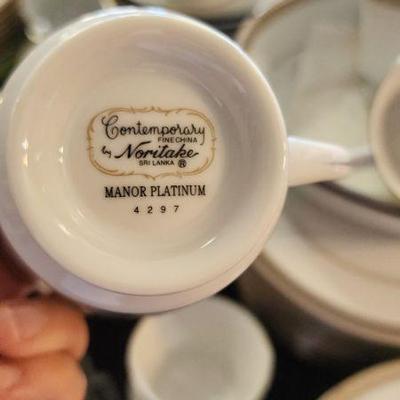 Contemporary
FINE CHINA
by Noritake
SRI LANKA ®
MANOR PLATINUM
4297